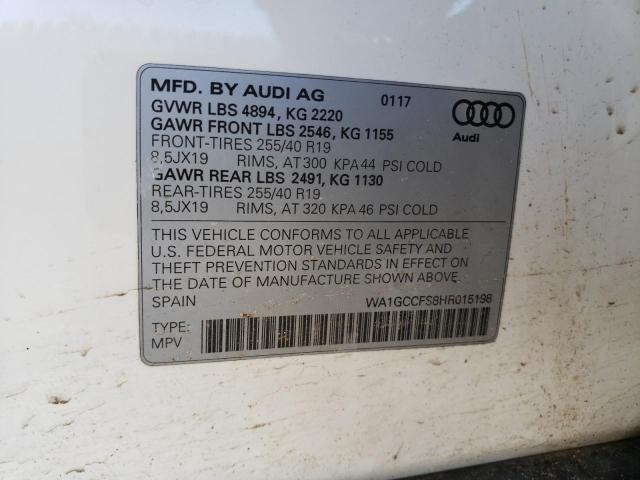 MFD. BY AUDI AG 0117
GVWR LBS 4894, KG 2220
GAWR FRONT LBS 2546, KG 1155
FRONT-TIRES 255/40 R19
8,5JX19 RIMS, AT 300 KPA 44 PSI COLD
GAWR REAR LBS 2491, KG 1130
REAR-TIRES 255/40 R19
8,5JX19 RIMS, AT 320 KPA 46 PSI COLD
Audi
THIS VEHICLE CONFORMS TO ALL APPLICABLE
U.S. FEDERAL MOTOR VEHICLE SAFETY AND
THEFT PREVENTION STANDARDS IN EFFECT ON
THE DATE OF MANUFACTURE SHOWN ABOVE.
SPAIN WA1GCCFS8HR015198
TYPE:
MPV